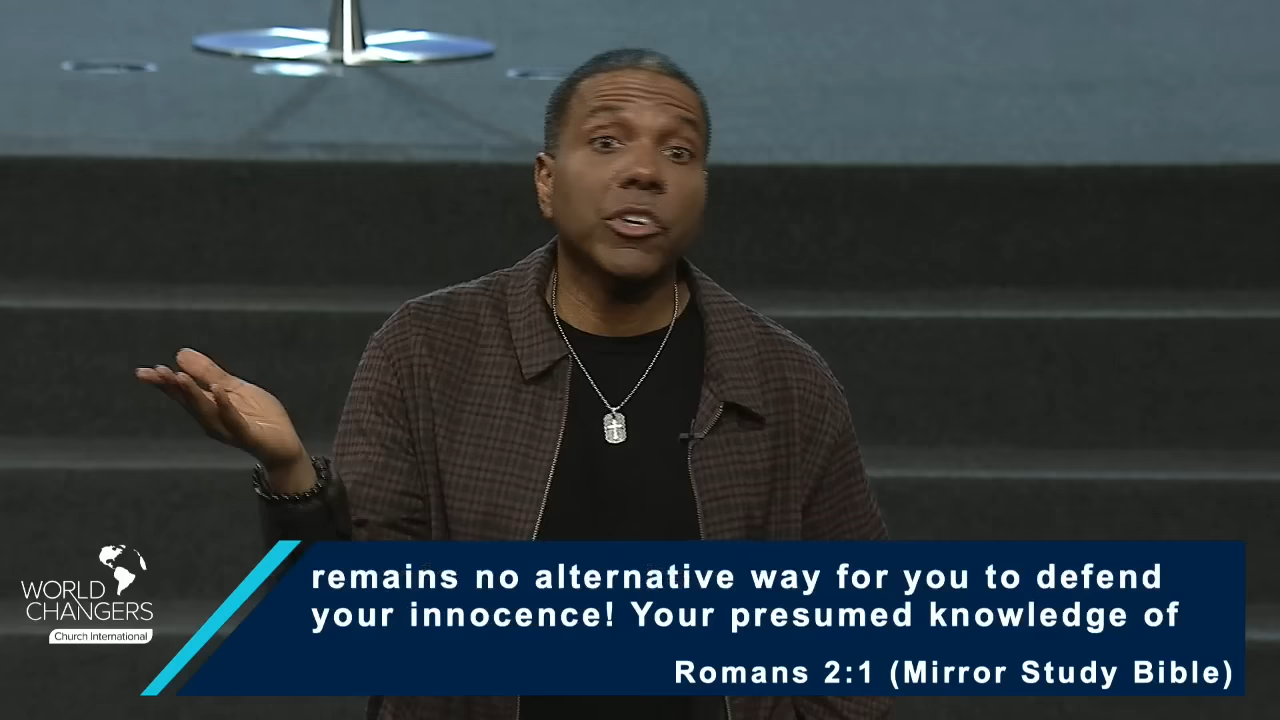 remains no alternative way for you to defend
your innocence! Your presumed knowledge of
Romans 2:1 (Mirror Study Bible)
WORLD
CHANGERS
Church International